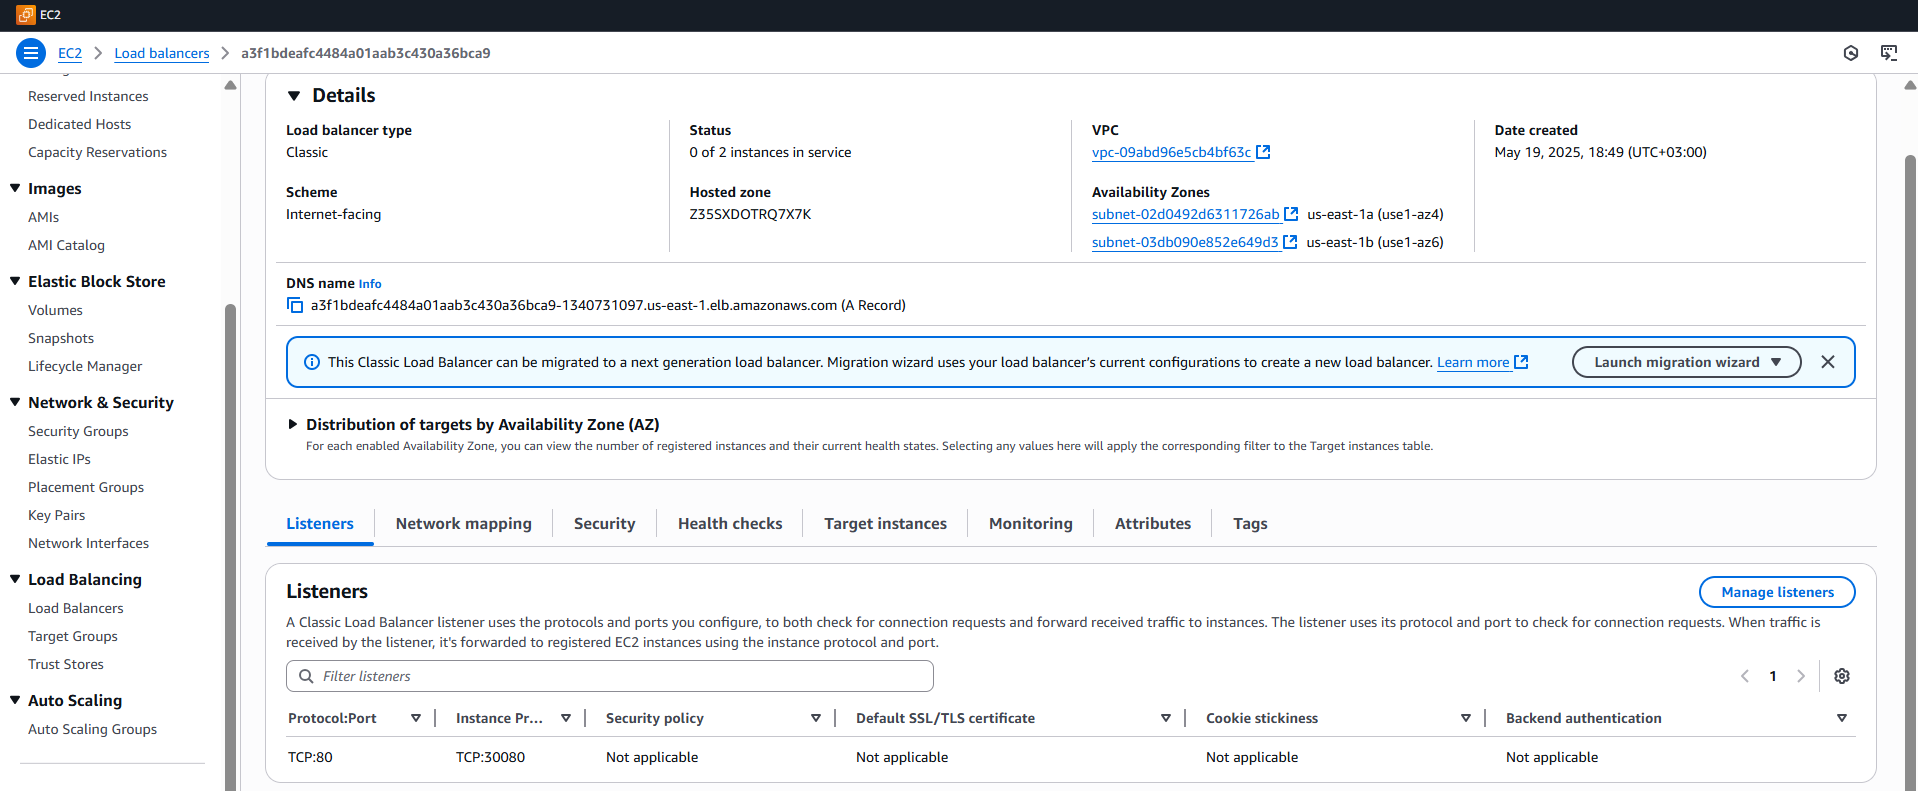 EC2
EC2 > Load balancers > a3f1bdeafc4484a01aab3c430a36bca9
Reserved Instances
Dedicated Hosts
Capacity Reservations
Images
AMIs
AMI Catalog
Elastic Block Store
Volumes
Snapshots
Lifecycle Manager
Network & Security
Security Groups
Elastic IPs
Placement Groups
Key Pairs
Network Interfaces
Load Balancing
Load Balancers
Target Groups
Trust Stores
Auto Scaling
Auto Scaling Groups
Details
Load balancer type
Classic
Scheme
Internet-facing
Status
0 of 2 instances in service
Hosted zone
Z35SXDOTRQ7X7K
VPC
vpc-09abd96e5cb4bf63c
Availability Zones
subnet-02d0492d6311726ab us-east-1a (use1-az4)
subnet-03db090e852e649d3 us-east-1b (use1-az6)
Date created
May 19, 2025, 18:49 (UTC+03:00)
DNS name Info
a3f1bdeafc4484a01aab3c430a36bca9-1340731097.us-east-1.elb.amazonaws.com (A Record)
This Classic Load Balancer can be migrated to a next generation load balancer. Migration wizard uses your load balancer's current configurations to create a new load balancer. Learn more
Launch migration wizard
Distribution of targets by Availability Zone (AZ)
For each enabled Availability Zone, you can view the number of registered instances and their current health states. Selecting any values here will apply the corresponding filter to the Target instances table.
Listeners Network mapping Security Health checks Target instances Monitoring Attributes Tags
Listeners
Manage listeners
A Classic Load Balancer listener uses the protocols and ports you configure, to both check for connection requests and forward received traffic to instances. The listener uses its protocol and port to check for connection requests. When traffic is
received by the listener, it's forwarded to registered EC2 instances using the instance protocol and port.
Filter listeners
1
Protocol:Port Instance Pr... Security policy Default SSL/TLS certificate Cookie stickiness Backend authentication
TCP:80 TCP:30080 Not applicable Not applicable Not applicable Not applicable